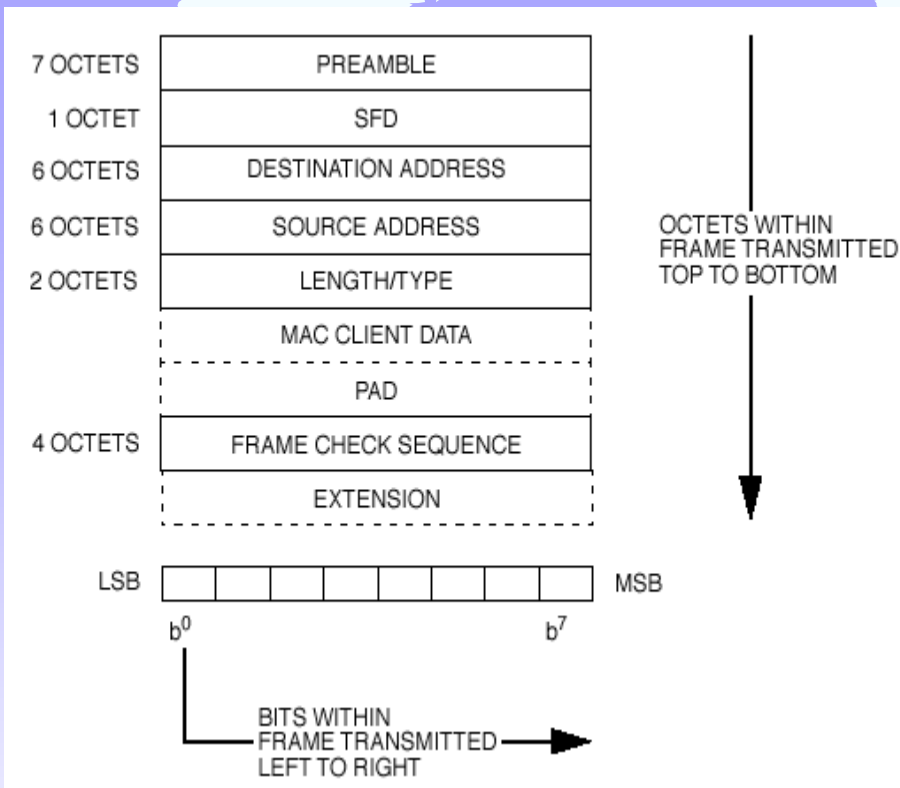 7 OCTETS PREAMBLE
1 OCTET SFD
6 OCTETS DESTINATION ADDRESS
6 OCTETS SOURCE ADDRESS
2 OCTETS LENGTH/TYPE
MAC CLIENT DATA
PAD
4 OCTETS FRAME CHECK SEQUENCE
EXTENSION
OCTETS WITHIN
FRAME TRANSMITTED
TOP TO BOTTOM
LSB MSB
b⁰ b⁷
BITS WITHIN
FRAME TRANSMITTED
LEFT TO RIGHT